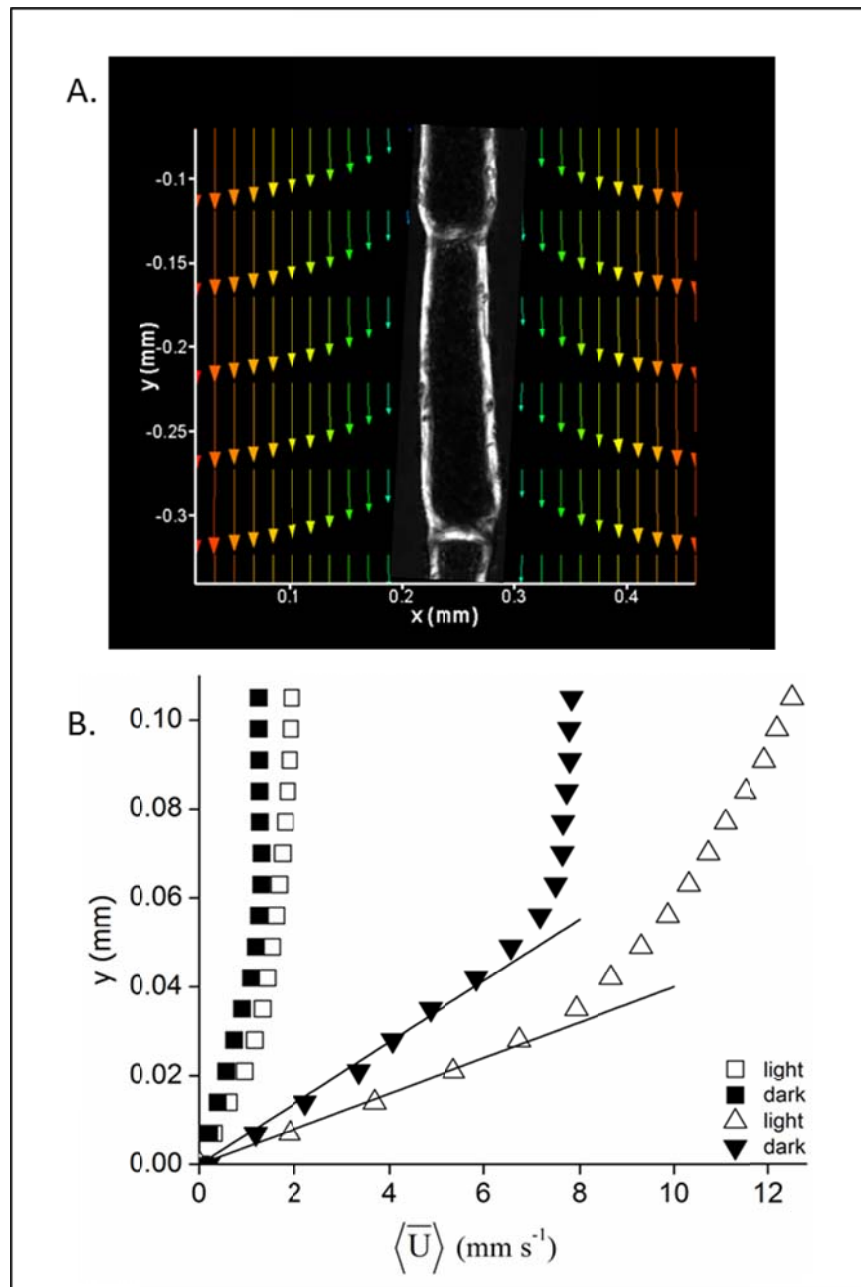 A.
-0.1
-0.15
-0.2
-0.25
-0.3
y (mm)
0.1 0.2 0.3 0.4
x (mm)
B.
0.10
0.08
0.06
0.04
0.02
0.00
y (mm)
light
dark
light
dark
0 2 4 6 8 10 12
⟨U̅⟩ (mm s⁻¹)